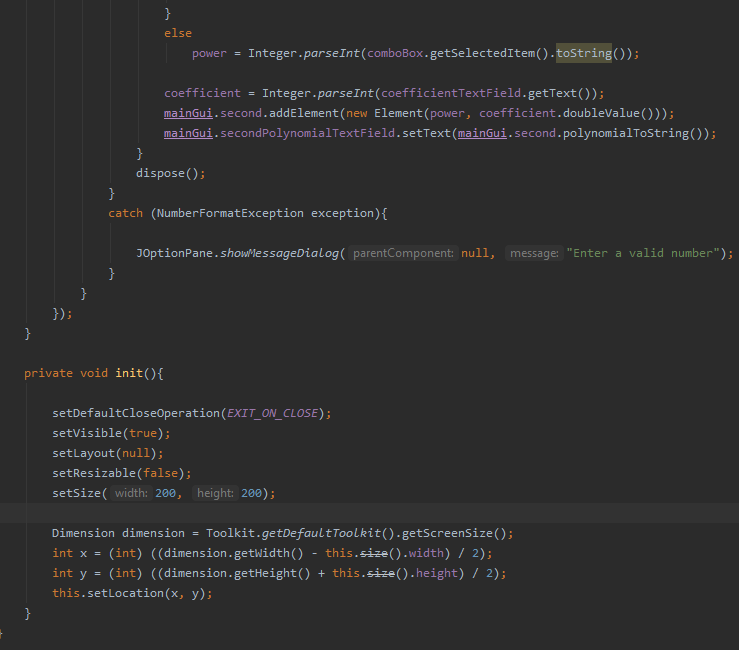 }
else
power = Integer.parseInt(comboBox.getSelectedItem().toString());
coefficient = Integer.parseInt(coefficientTextField.getText());
mainGui.second.addElement(new Element(power, coefficient.doubleValue()));
mainGui.secondPolynomialTextField.setText(mainGui.second.polynomialToString());
}
dispose();
}
catch (NumberFormatException exception){
JOptionPane.showMessageDialog( parentComponent: null, message: "Enter a valid number");
}
}
});
}
private void init(){
setDefaultCloseOperation(EXIT_ON_CLOSE);
setVisible(true);
setLayout(null);
setResizable(false);
setSize( width: 200, height: 200);
Dimension dimension = Toolkit.getDefaultToolkit().getScreenSize();
int x = (int) ((dimension.getWidth() - this.size().width) / 2);
int y = (int) ((dimension.getHeight() + this.size().height) / 2);
this.setLocation(x, y);
}
}